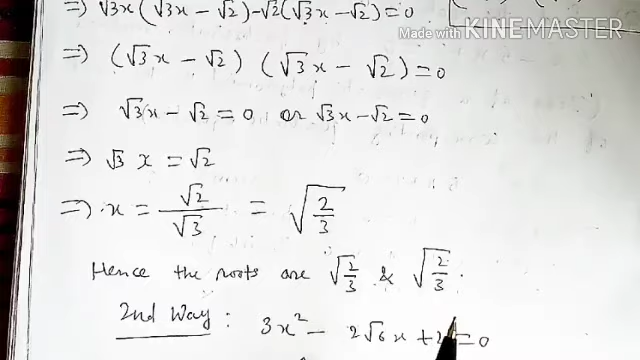 ⇒ √3x (√3x − √2) − √2 (√3x − √2) = 0
Made with KINEMASTER
⇒ (√3x − √2) (√3x − √2) = 0
⇒ √3x − √2 = 0 or √3x − √2 = 0
⇒ √3 x = √2
⇒ x = √2/√3 = √(2/3)
Hence the roots are √(2/3) & √(2/3).
2nd Way : 3x² − 2√6x + 2 = 0